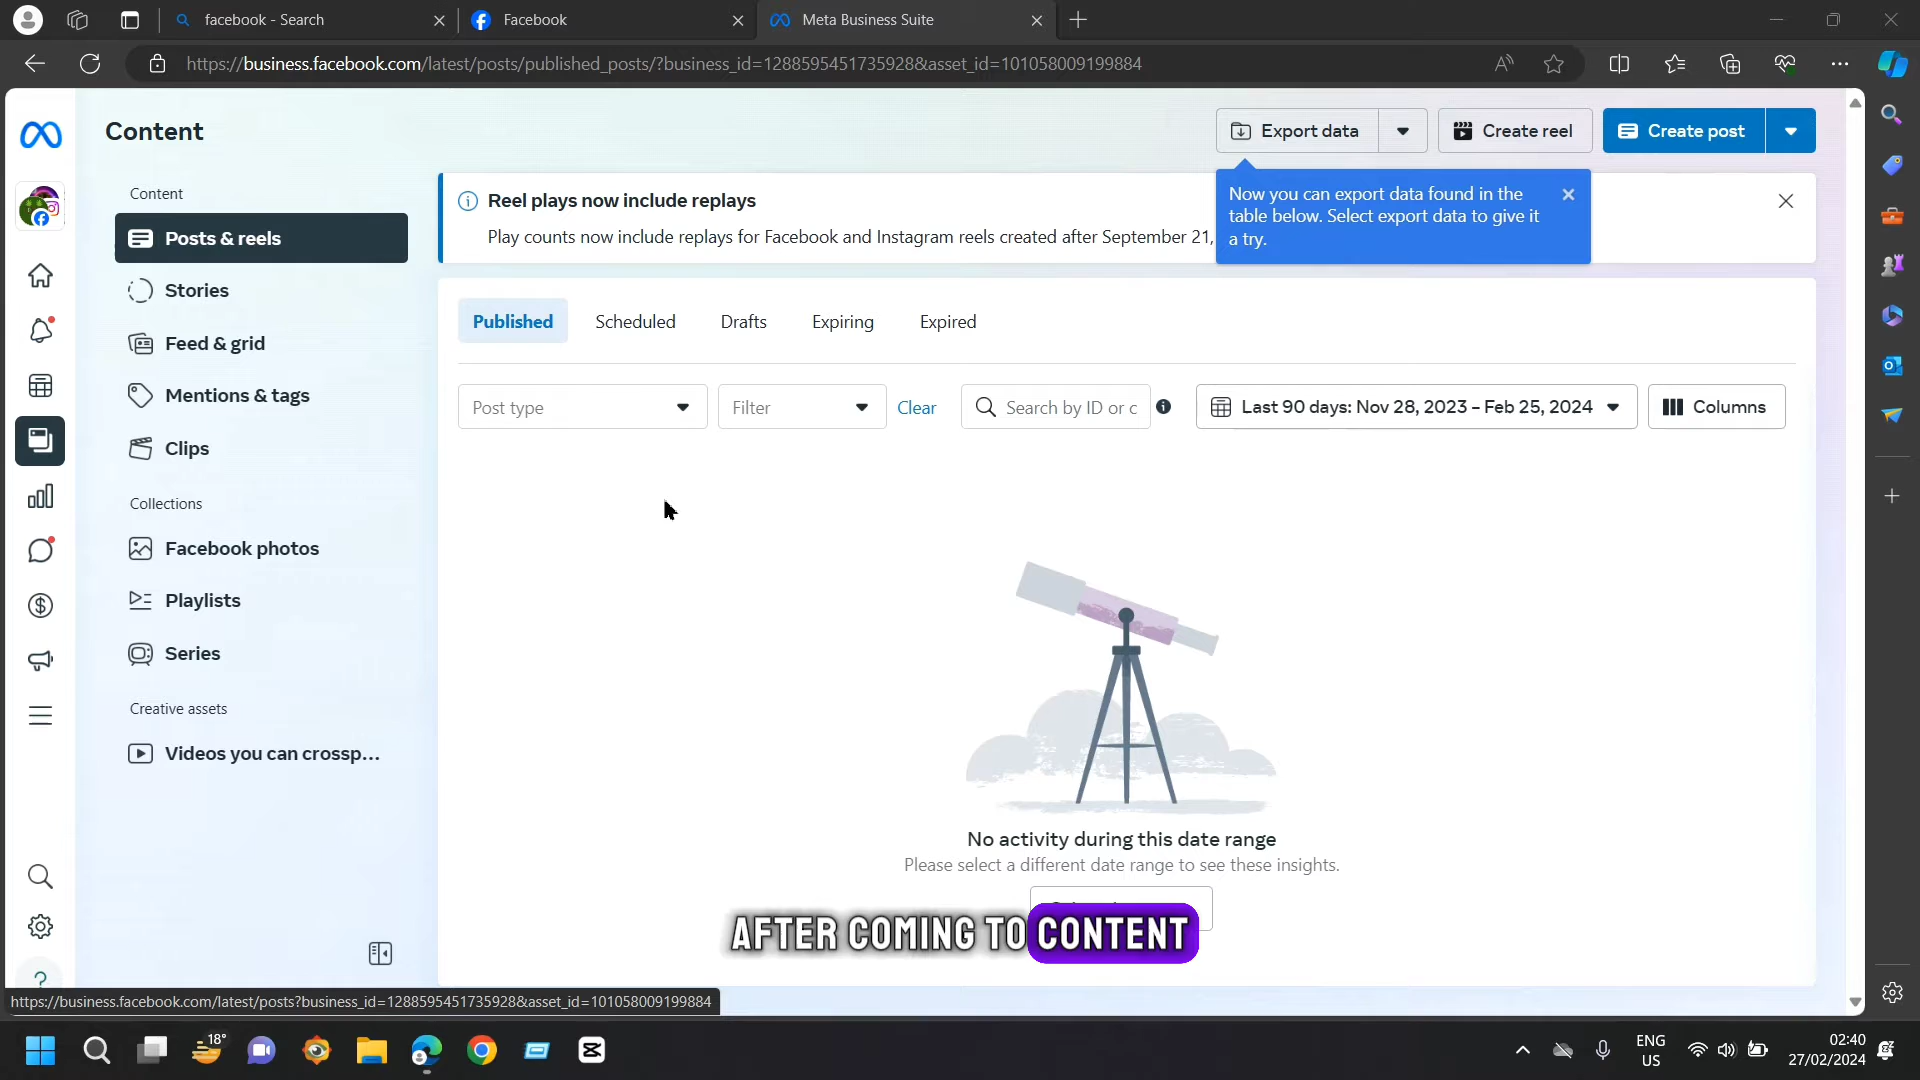 facebook - Search
Facebook
Meta Business Suite
https://business.facebook.com/latest/posts/published_posts/?business_id=1288595451735928&asset_id=101058009199884
Content
Export data
Create reel
Create post
Content
Posts & reels
Stories
Feed & grid
Mentions & tags
Clips
Collections
Facebook photos
Playlists
Series
Creative assets
Videos you can crossp...
Reel plays now include replays
Play counts now include replays for Facebook and Instagram reels created after September 21,
Now you can export data found in the
table below. Select export data to give it
a try.
Published
Scheduled
Drafts
Expiring
Expired
Post type
Filter
Clear
Search by ID or c
Last 90 days: Nov 28, 2023 – Feb 25, 2024
Columns
No activity during this date range
Please select a different date range to see these insights.
AFTER COMING TO CONTENT
https://business.facebook.com/latest/posts?business_id=1288595451735928&asset_id=101058009199884
18°
ENG
US
02:40
27/02/2024